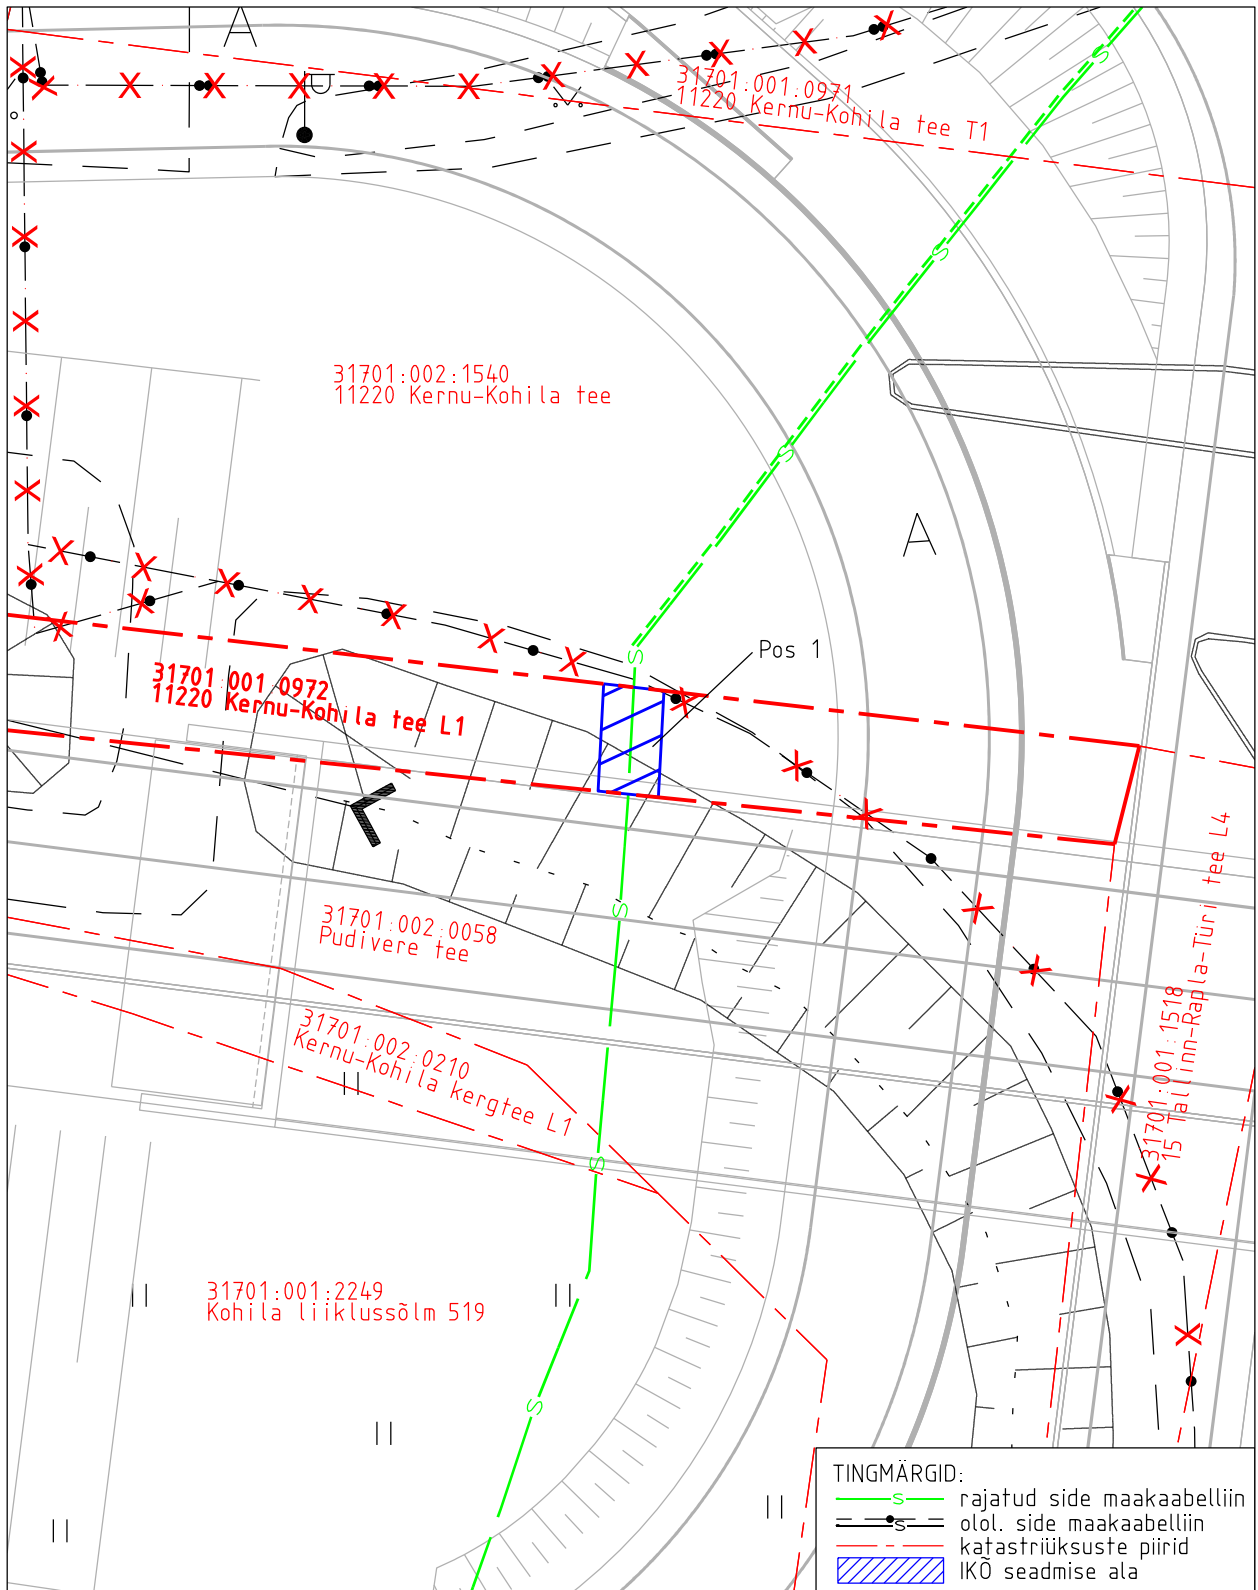 31701:001:0971
11220 Kernu-Kohila tee T1
A
31701:002:1540
11220 Kernu-Kohila tee
A
Pos 1
31701:001:0972
11220 Kernu-Kohila tee L1
31701:002:0058
Pudivere tee
31701:002:0210
Kernu-Kohila kergtee L1
31701:001:1518
15 Tallinn-Rapla-Türi tee L4
31701:001:2249
Kohila liiklussõlm 519
S
S
S
S
S
S
S
TINGMÄRGID:
S rajatud side maakaabelliin
S olol. side maakaabelliin
katastriüksuste piirid
IKÕ seadmise ala